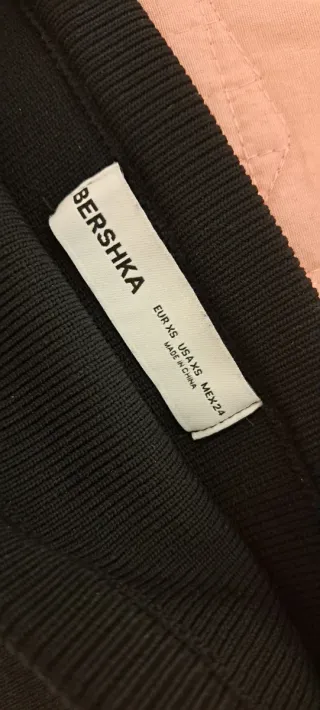 BERSHKA
EUR XS USA XS MEX 24
MADE IN CHINA